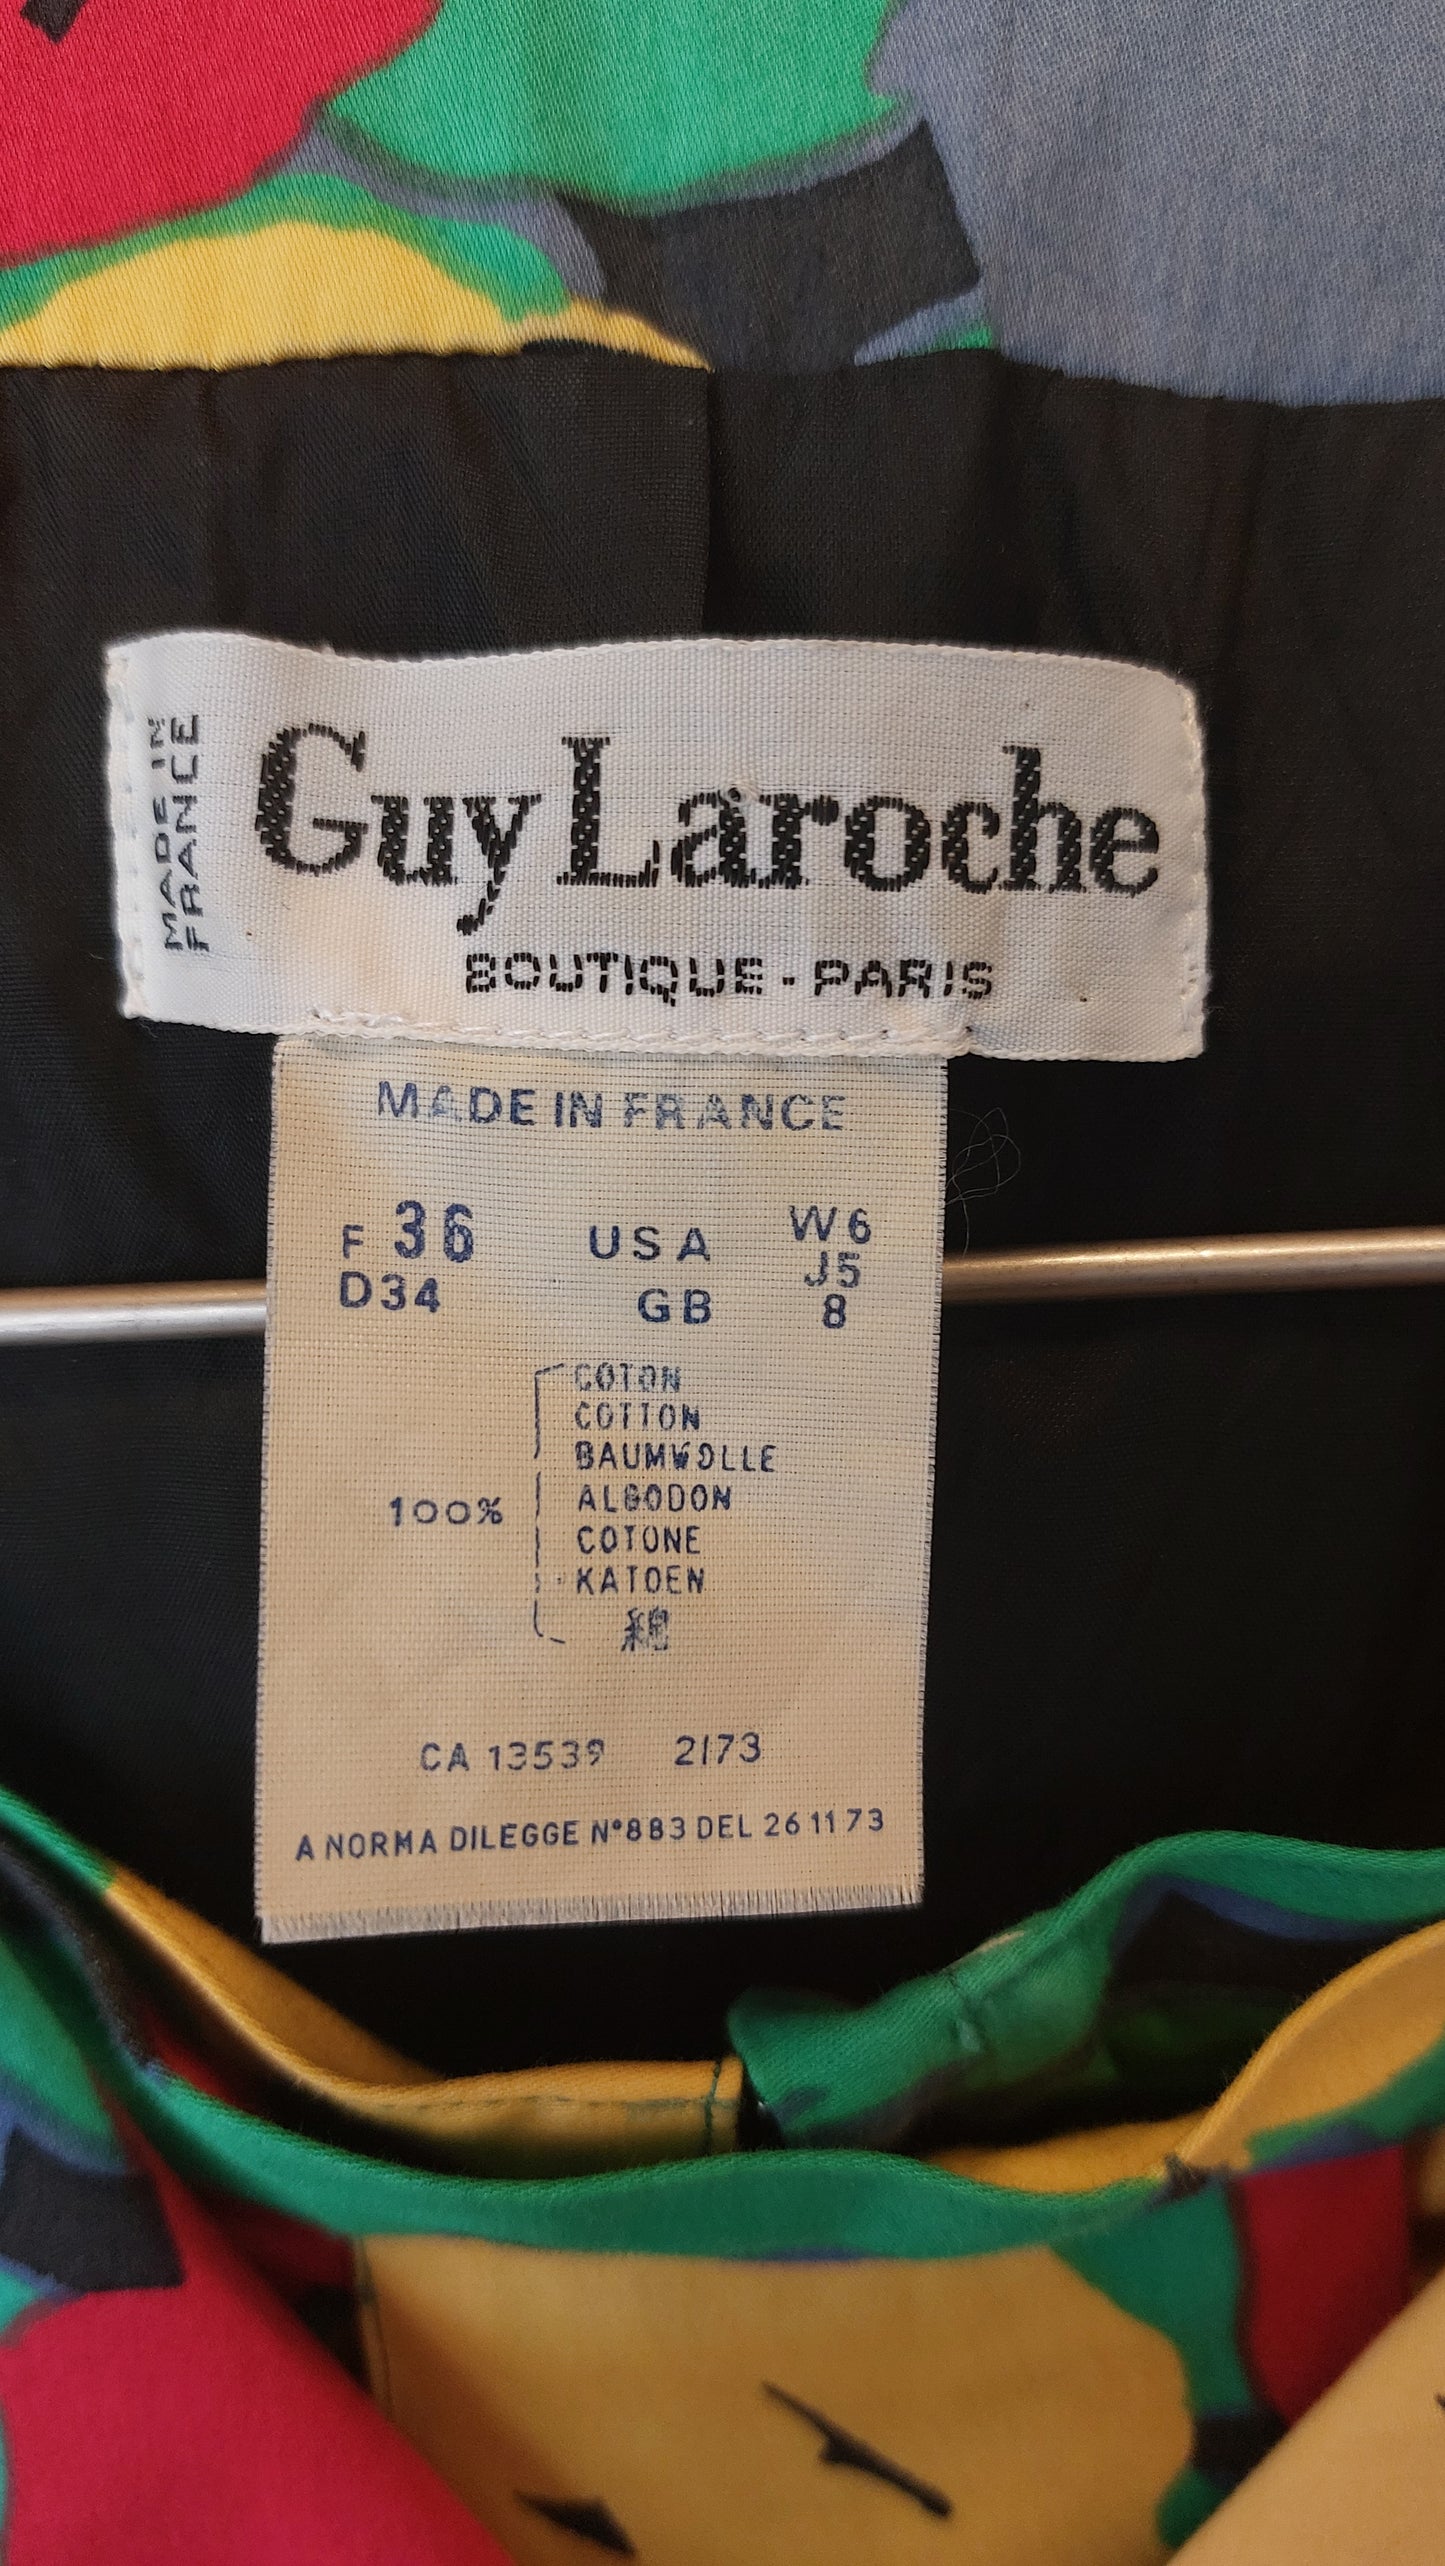 MADE IN
FRANCE
Guy Laroche
BOUTIQUE - PARIS
MADE IN FRANCE
F 36 USA W6
J5
D34 GB 8
COTON
COTTON
BAUMWOLLE
100% ALGODON
COTONE
KATOEN
綿
CA 13539 2173
A NORMA DILEGGE N°883 DEL 26 11 73